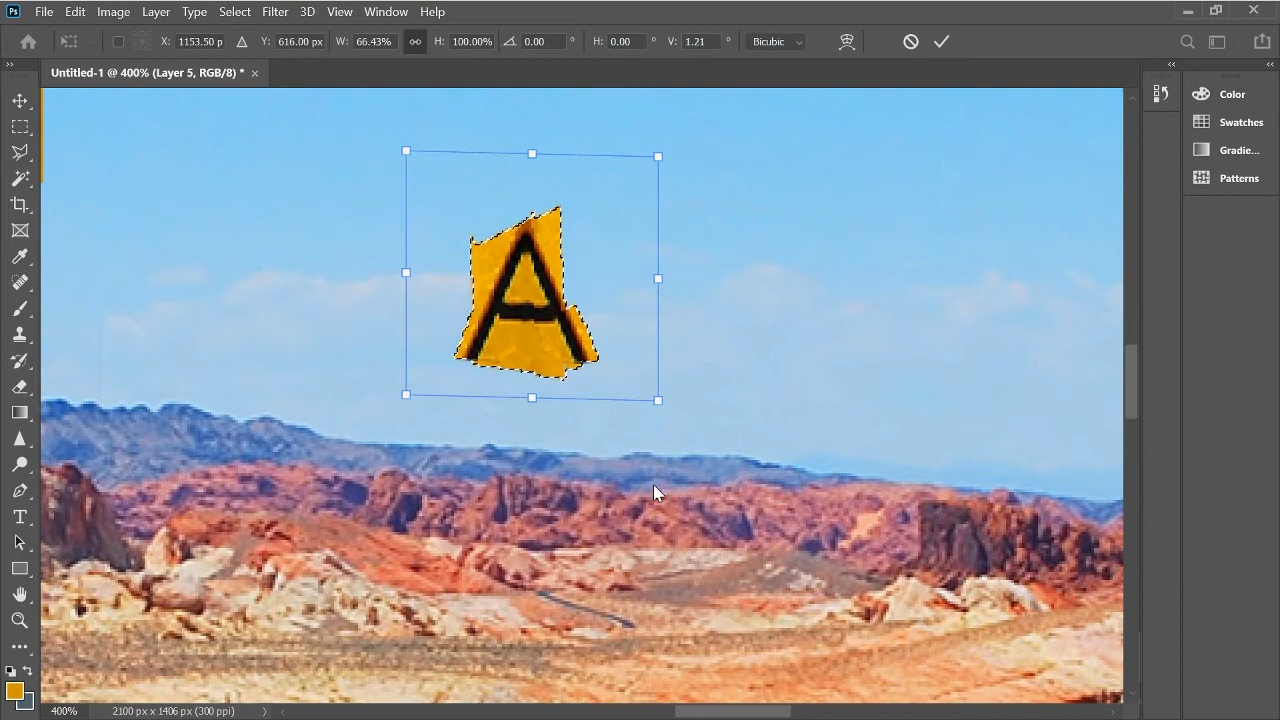 Ps File Edit Image Layer Type Select Filter 3D View Window Help
X: 1153.50 p Y: 616.00 px W: 66.43% H: 100.00% 0.00 ° H: 0.00 ° V: 1.21 ° Bicubic
Untitled-1 @ 400% (Layer 5, RGB/8) *
Color
Swatches
Gradie...
Patterns
A
T
400% 2100 px x 1406 px (300 ppi)